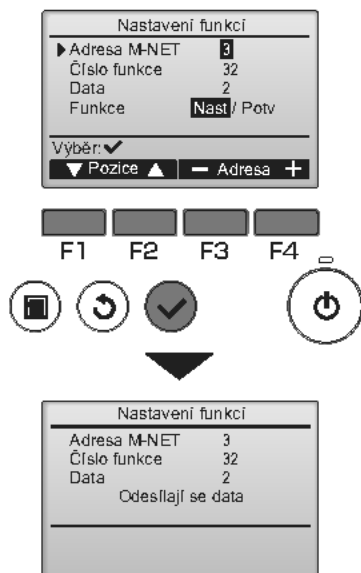 Nastavení funkcí
Adresa M-NET 3
Číslo funkce 32
Data 2
Funkce Nast / Potv
Výběr:✔
▼ Pozice ▲ − Adresa +
F1 F2 F3 F4
Nastavení funkcí
Adresa M-NET 3
Číslo funkce 32
Data 2
Odesílají se data